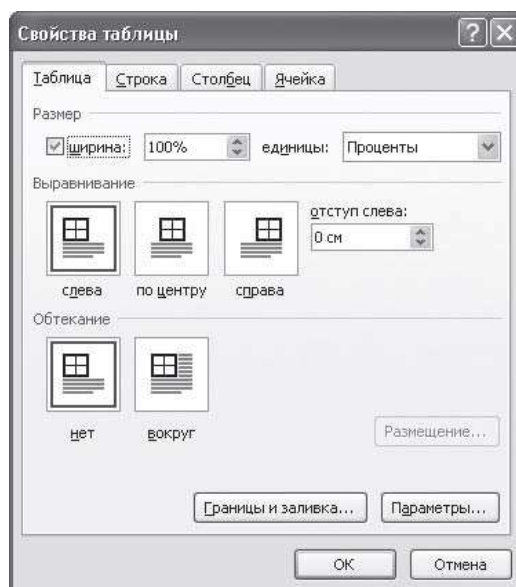 Свойства таблицы
Таблица Строка Столбец Ячейка
Размер
ширина: 100% единицы: Проценты
Выравнивание
слева по центру справа
отступ слева:
0 см
Обтекание
нет вокруг
Размещение...
Границы и заливка... Параметры...
ОК Отмена